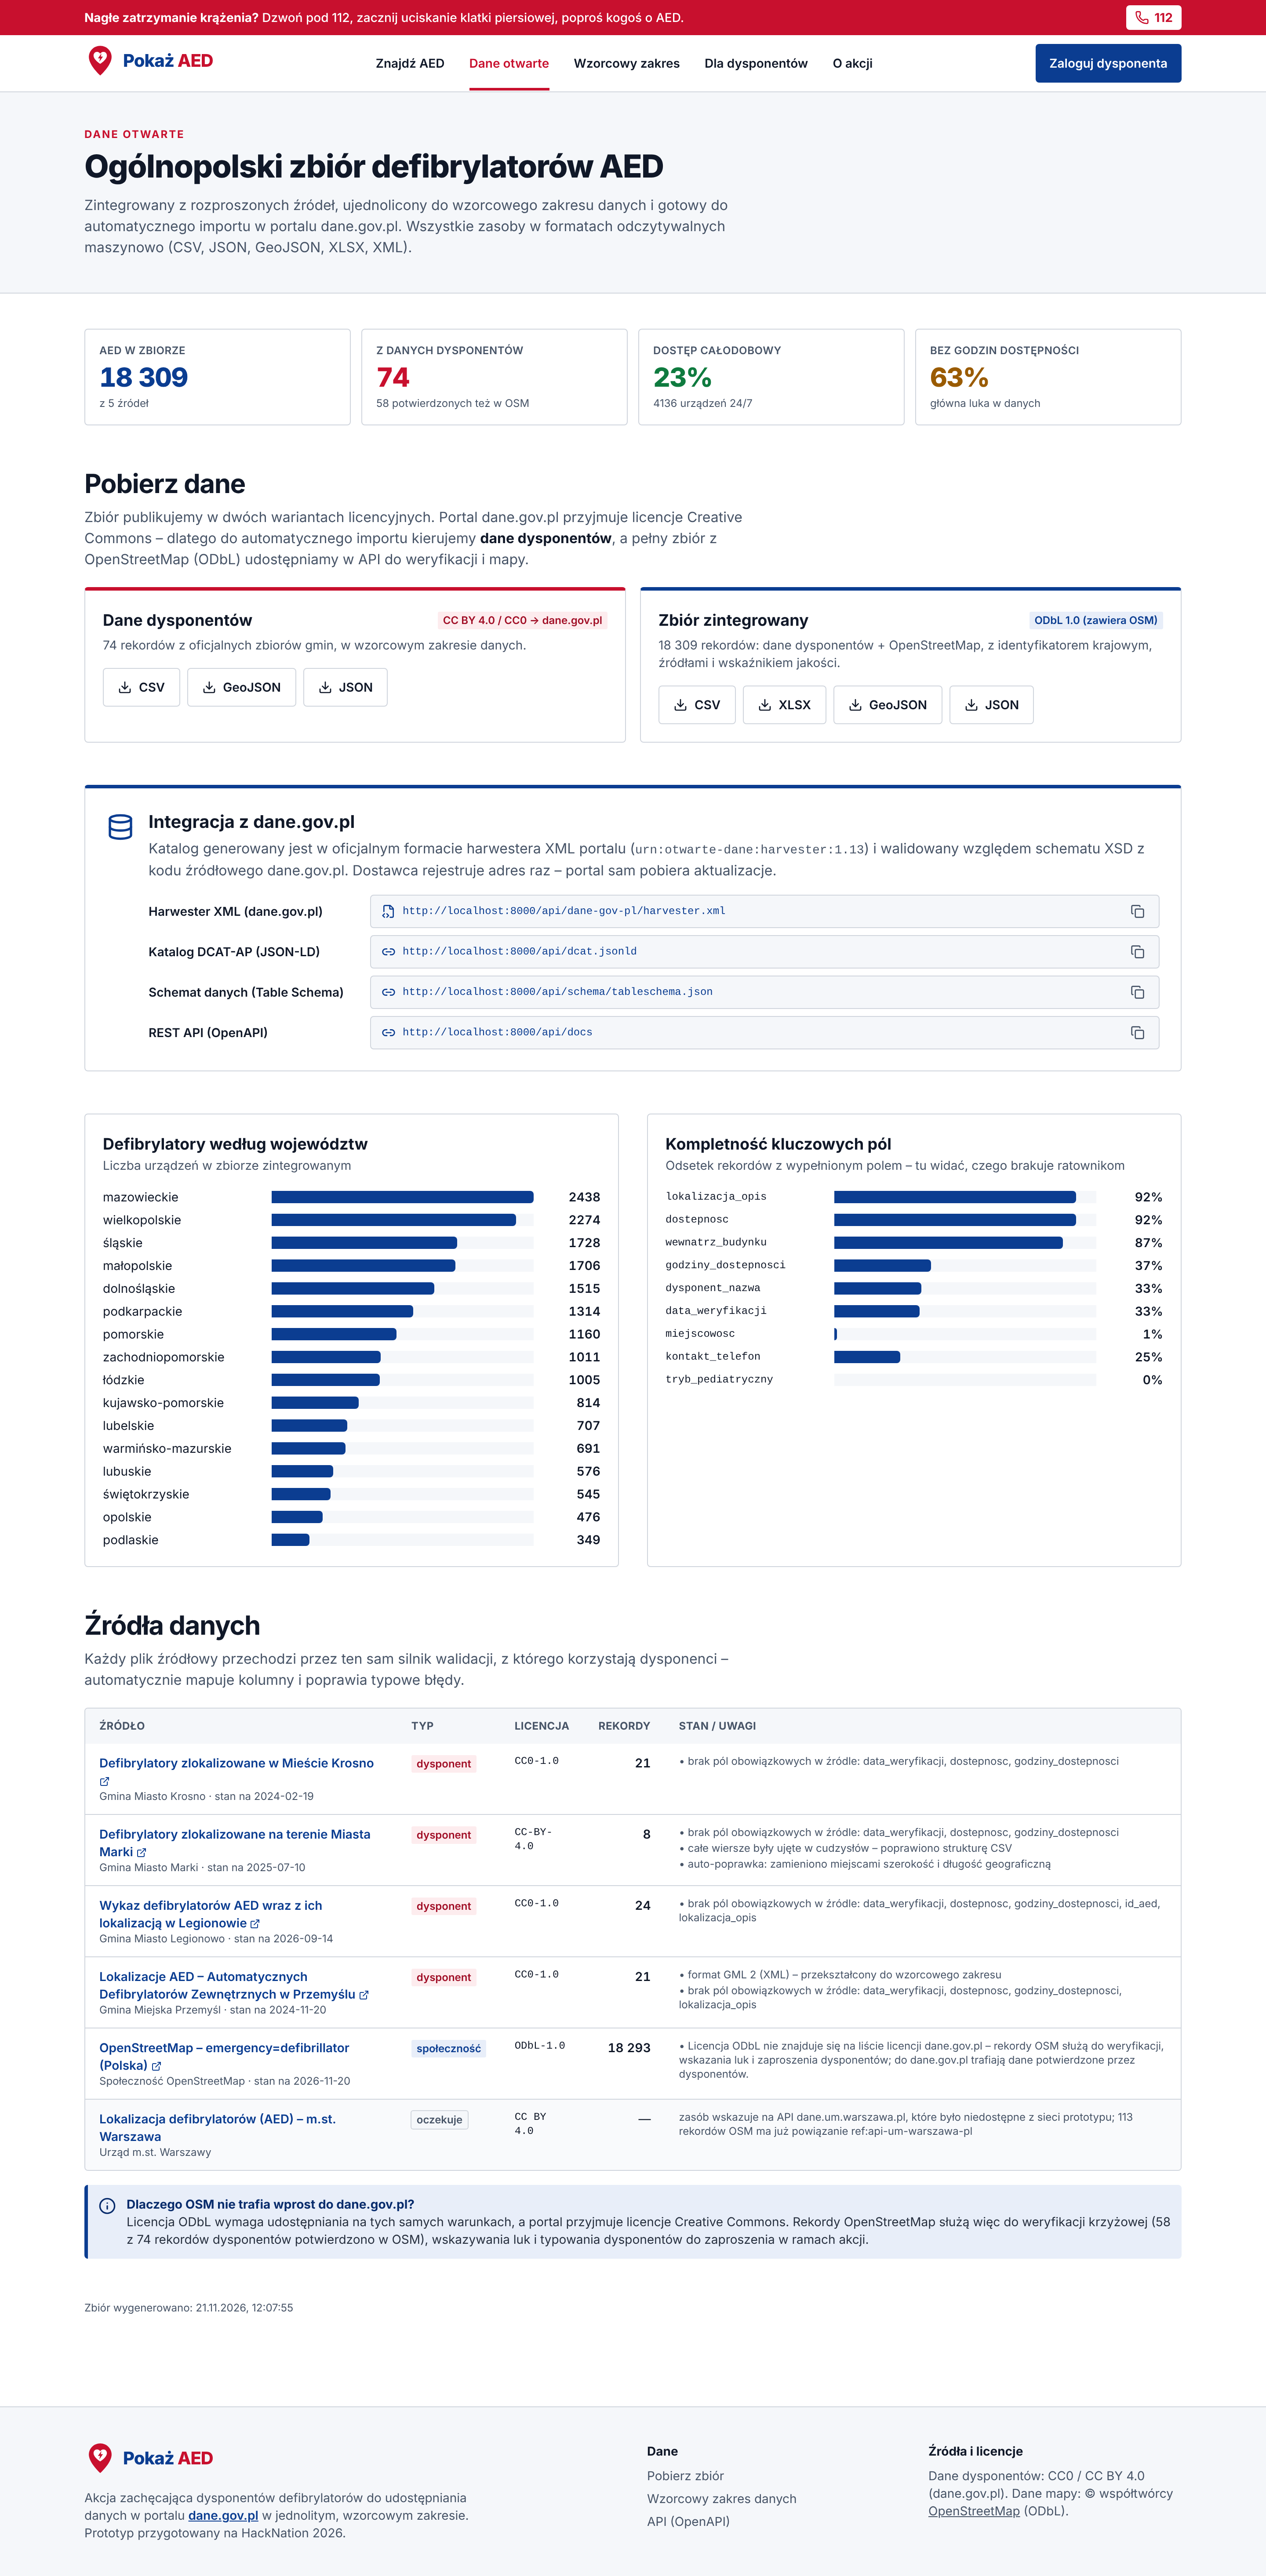 Nagłe zatrzymanie krążenia? Dzwoń pod 112, zacznij uciskanie klatki piersiowej, poproś kogoś o AED.
112
Pokaż AED
Znajdź AED
Dane otwarte
Wzorcowy zakres
Dla dysponentów
O akcji
Zaloguj dysponenta
DANE OTWARTE
Ogólnopolski zbiór defibrylatorów AED
Zintegrowany z rozproszonych źródeł, ujednolicony do wzorcowego zakresu danych i gotowy do
automatycznego importu w portalu dane.gov.pl. Wszystkie zasoby w formatach odczytywalnych
maszynowo (CSV, JSON, GeoJSON, XLSX, XML).
AED W ZBIORZE
18 309
z 5 źródeł
Z DANYCH DYSPONENTÓW
74
58 potwierdzonych też w OSM
DOSTĘP CAŁODOBOWY
23%
4136 urządzeń 24/7
BEZ GODZIN DOSTĘPNOŚCI
63%
główna luka w danych
Pobierz dane
Zbiór publikujemy w dwóch wariantach licencyjnych. Portal dane.gov.pl przyjmuje licencje Creative
Commons – dlatego do automatycznego importu kierujemy dane dysponentów, a pełny zbiór z
OpenStreetMap (ODbL) udostępniamy w API do weryfikacji i mapy.
Dane dysponentów
CC BY 4.0 / CC0 → dane.gov.pl
74 rekordów z oficjalnych zbiorów gmin, w wzorcowym zakresie danych.
CSV
GeoJSON
JSON
Zbiór zintegrowany
ODbL 1.0 (zawiera OSM)
18 309 rekordów: dane dysponentów + OpenStreetMap, z identyfikatorem krajowym,
źródłami i wskaźnikiem jakości.
CSV
XLSX
GeoJSON
JSON
Integracja z dane.gov.pl
Katalog generowany jest w oficjalnym formacie harwestera XML portalu (urn:otwarte-dane:harvester:1.13) i walidowany względem schematu XSD z
kodu źródłowego dane.gov.pl. Dostawca rejestruje adres raz – portal sam pobiera aktualizacje.
Harwester XML (dane.gov.pl)
http://localhost:8000/api/dane-gov-pl/harvester.xml
Katalog DCAT-AP (JSON-LD)
http://localhost:8000/api/dcat.jsonld
Schemat danych (Table Schema)
http://localhost:8000/api/schema/tableschema.json
REST API (OpenAPI)
http://localhost:8000/api/docs
Defibrylatory według województw
Liczba urządzeń w zbiorze zintegrowanym
mazowieckie 2438
wielkopolskie 2274
śląskie 1728
małopolskie 1706
dolnośląskie 1515
podkarpackie 1314
pomorskie 1160
zachodniopomorskie 1011
łódzkie 1005
kujawsko-pomorskie 814
lubelskie 707
warmińsko-mazurskie 691
lubuskie 576
świętokrzyskie 545
opolskie 476
podlaskie 349
Kompletność kluczowych pól
Odsetek rekordów z wypełnionym polem – tu widać, czego brakuje ratownikom
lokalizacja_opis 92%
dostepnosc 92%
wewnatrz_budynku 87%
godziny_dostepnosci 37%
dysponent_nazwa 33%
data_weryfikacji 33%
miejscowosc 1%
kontakt_telefon 25%
tryb_pediatryczny 0%
Źródła danych
Każdy plik źródłowy przechodzi przez ten sam silnik walidacji, z którego korzystają dysponenci –
automatycznie mapuje kolumny i poprawia typowe błędy.
ŹRÓDŁO TYP LICENCJA REKORDY STAN / UWAGI
Defibrylatory zlokalizowane w Mieście Krosno
Gmina Miasto Krosno · stan na 2024-02-19
dysponent
CC0-1.0
21
• brak pól obowiązkowych w źródle: data_weryfikacji, dostepnosc, godziny_dostepnosci
Defibrylatory zlokalizowane na terenie Miasta
Marki
Gmina Miasto Marki · stan na 2025-07-10
dysponent
CC-BY-
4.0
8
• brak pól obowiązkowych w źródle: data_weryfikacji, dostepnosc, godziny_dostepnosci
• całe wiersze były ujęte w cudzysłów – poprawiono strukturę CSV
• auto-poprawka: zamieniono miejscami szerokość i długość geograficzną
Wykaz defibrylatorów AED wraz z ich
lokalizacją w Legionowie
Gmina Miasto Legionowo · stan na 2026-09-14
dysponent
CC0-1.0
24
• brak pól obowiązkowych w źródle: data_weryfikacji, dostepnosc, godziny_dostepnosci, id_aed,
lokalizacja_opis
Lokalizacje AED – Automatycznych
Defibrylatorów Zewnętrznych w Przemyślu
Gmina Miejska Przemyśl · stan na 2024-11-20
dysponent
CC0-1.0
21
• format GML 2 (XML) – przekształcony do wzorcowego zakresu
• brak pól obowiązkowych w źródle: data_weryfikacji, dostepnosc, godziny_dostepnosci,
lokalizacja_opis
OpenStreetMap – emergency=defibrillator
(Polska)
Społeczność OpenStreetMap · stan na 2026-11-20
społeczność
ODbL-1.0
18 293
• Licencja ODbL nie znajduje się na liście licencji dane.gov.pl – rekordy OSM służą do weryfikacji,
wskazania luk i zaproszenia dysponentów; do dane.gov.pl trafiają dane potwierdzone przez
dysponentów.
Lokalizacja defibrylatorów (AED) – m.st.
Warszawa
Urząd m.st. Warszawy
oczekuje
CC BY
4.0
—
zasób wskazuje na API dane.um.warszawa.pl, które było niedostępne z sieci prototypu; 113
rekordów OSM ma już powiązanie ref:api-um-warszawa-pl
Dlaczego OSM nie trafia wprost do dane.gov.pl?
Licencja ODbL wymaga udostępniania na tych samych warunkach, a portal przyjmuje licencje Creative Commons. Rekordy OpenStreetMap służą więc do weryfikacji krzyżowej (58
z 74 rekordów dysponentów potwierdzono w OSM), wskazywania luk i typowania dysponentów do zaproszenia w ramach akcji.
Zbiór wygenerowano: 21.11.2026, 12:07:55
Pokaż AED
Akcja zachęcająca dysponentów defibrylatorów do udostępniania
danych w portalu dane.gov.pl w jednolitym, wzorcowym zakresie.
Prototyp przygotowany na HackNation 2026.
Dane
Pobierz zbiór
Wzorcowy zakres danych
API (OpenAPI)
Źródła i licencje
Dane dysponentów: CC0 / CC BY 4.0
(dane.gov.pl). Dane mapy: © współtwórcy
OpenStreetMap (ODbL).